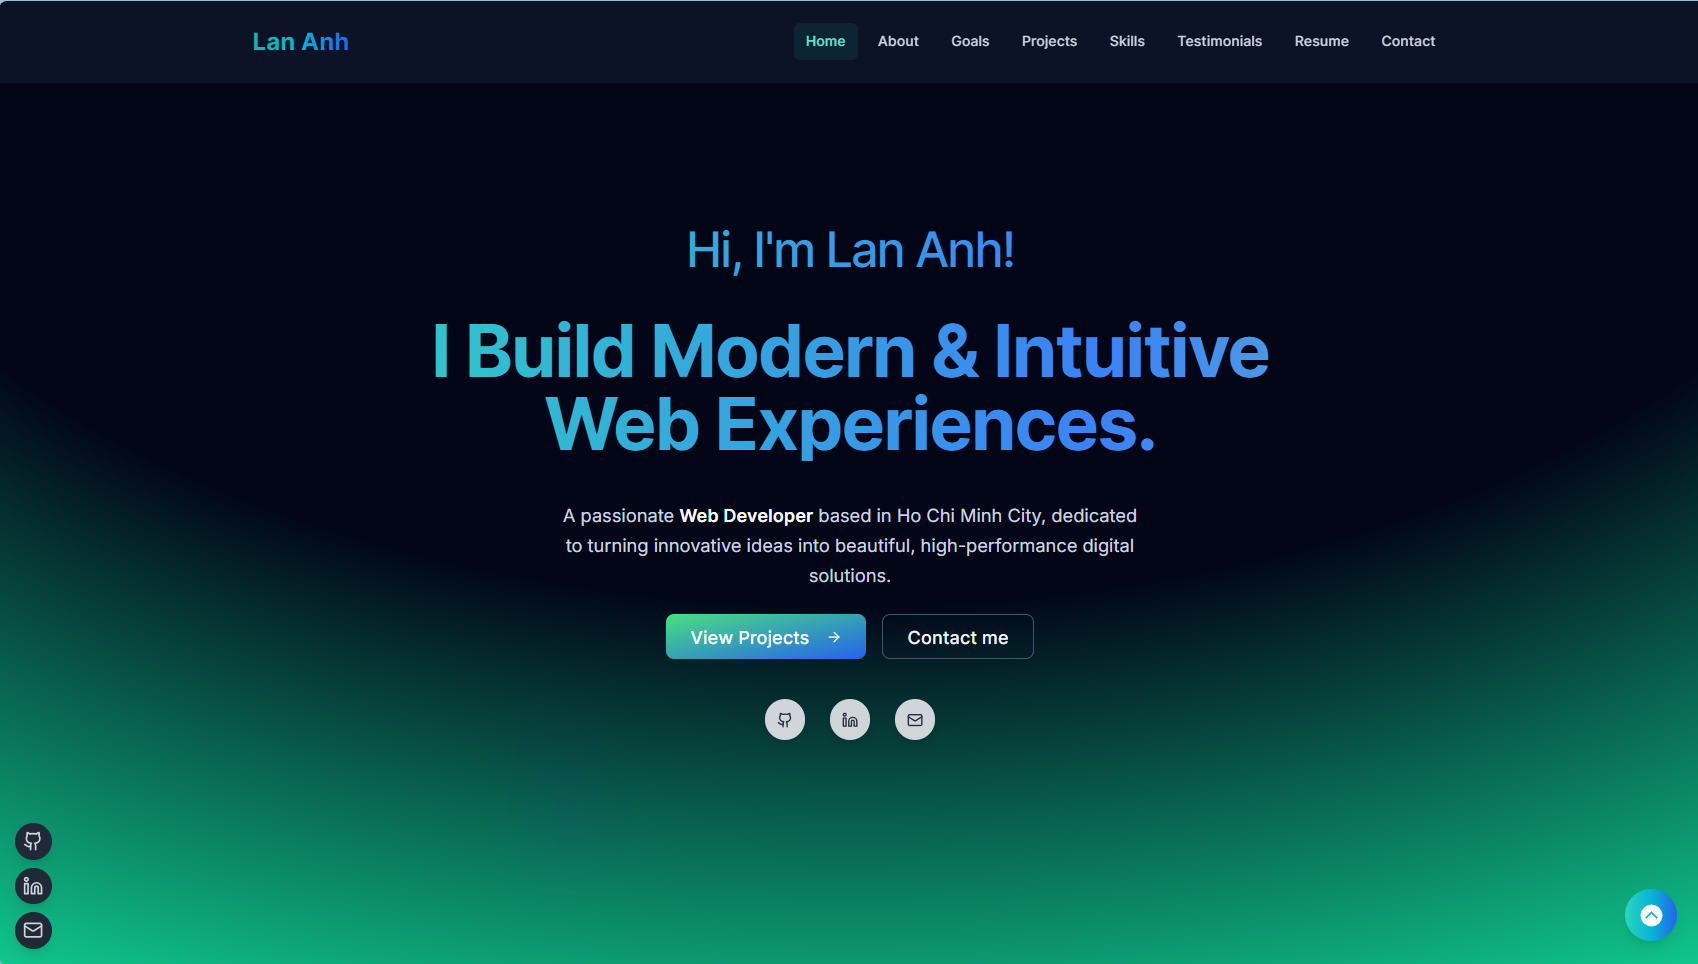 Lan Anh
Home About Goals Projects Skills Testimonials Resume Contact
Hi, I'm Lan Anh!
I Build Modern & Intuitive
Web Experiences.
A passionate Web Developer based in Ho Chi Minh City, dedicated
to turning innovative ideas into beautiful, high-performance digital
solutions.
View Projects →
Contact me